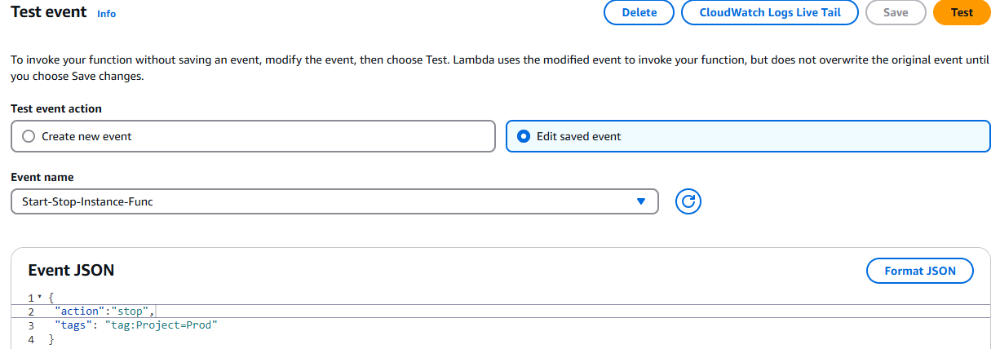 Test event Info Delete CloudWatch Logs Live Tail Save Test
To invoke your function without saving an event, modify the event, then choose Test. Lambda uses the modified event to invoke your function, but does not overwrite the original event until
you choose Save changes.
Test event action
Create new event Edit saved event
Event name
Start-Stop-Instance-Func
Event JSON Format JSON
1 {
2 "action":"stop",
3 "tags": "tag:Project=Prod"
4 }